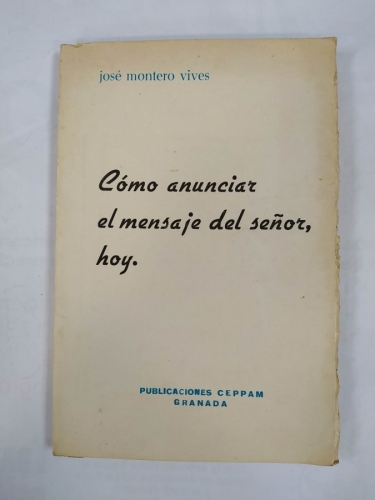 josé montero vives
Cómo anunciar
el mensaje del señor,
hoy.
PUBLICACIONES CEPPAM
GRANADA